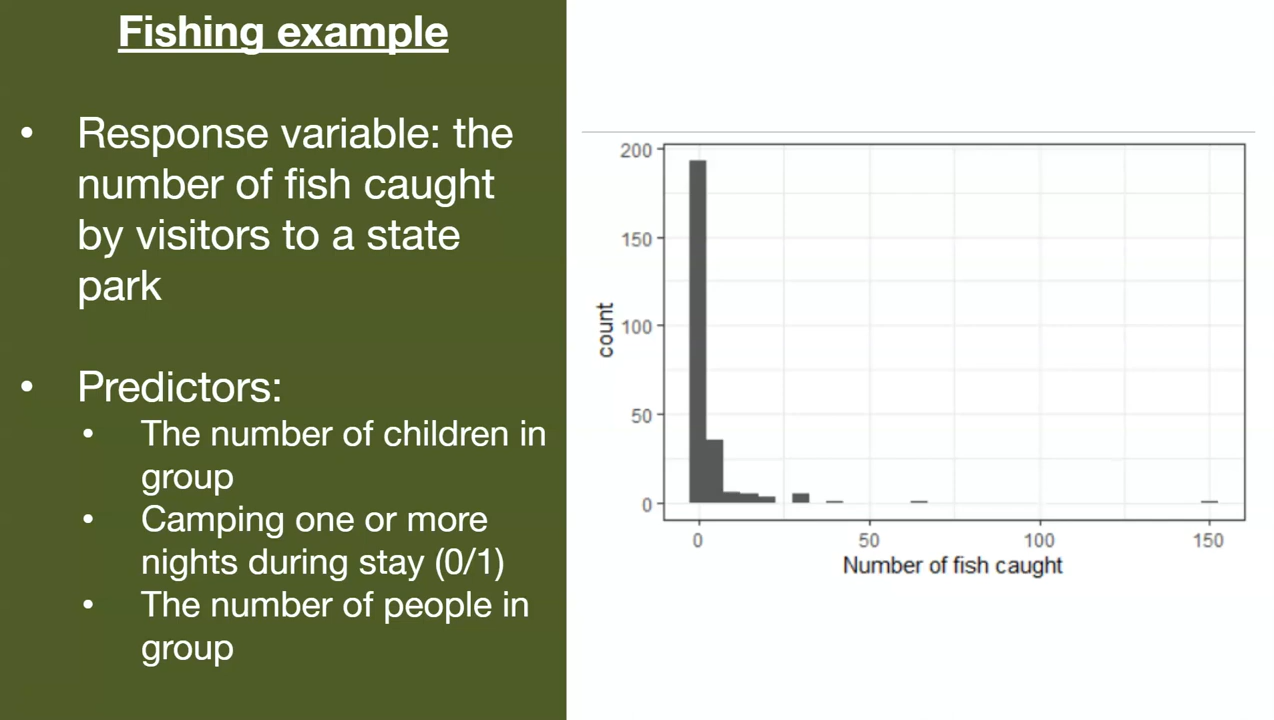 Fishing example
• Response variable: the
number of fish caught
by visitors to a state
park
• Predictors:
• The number of children in
group
• Camping one or more
nights during stay (0/1)
• The number of people in
group
200
150
100
50
0
count
0 50 100 150
Number of fish caught